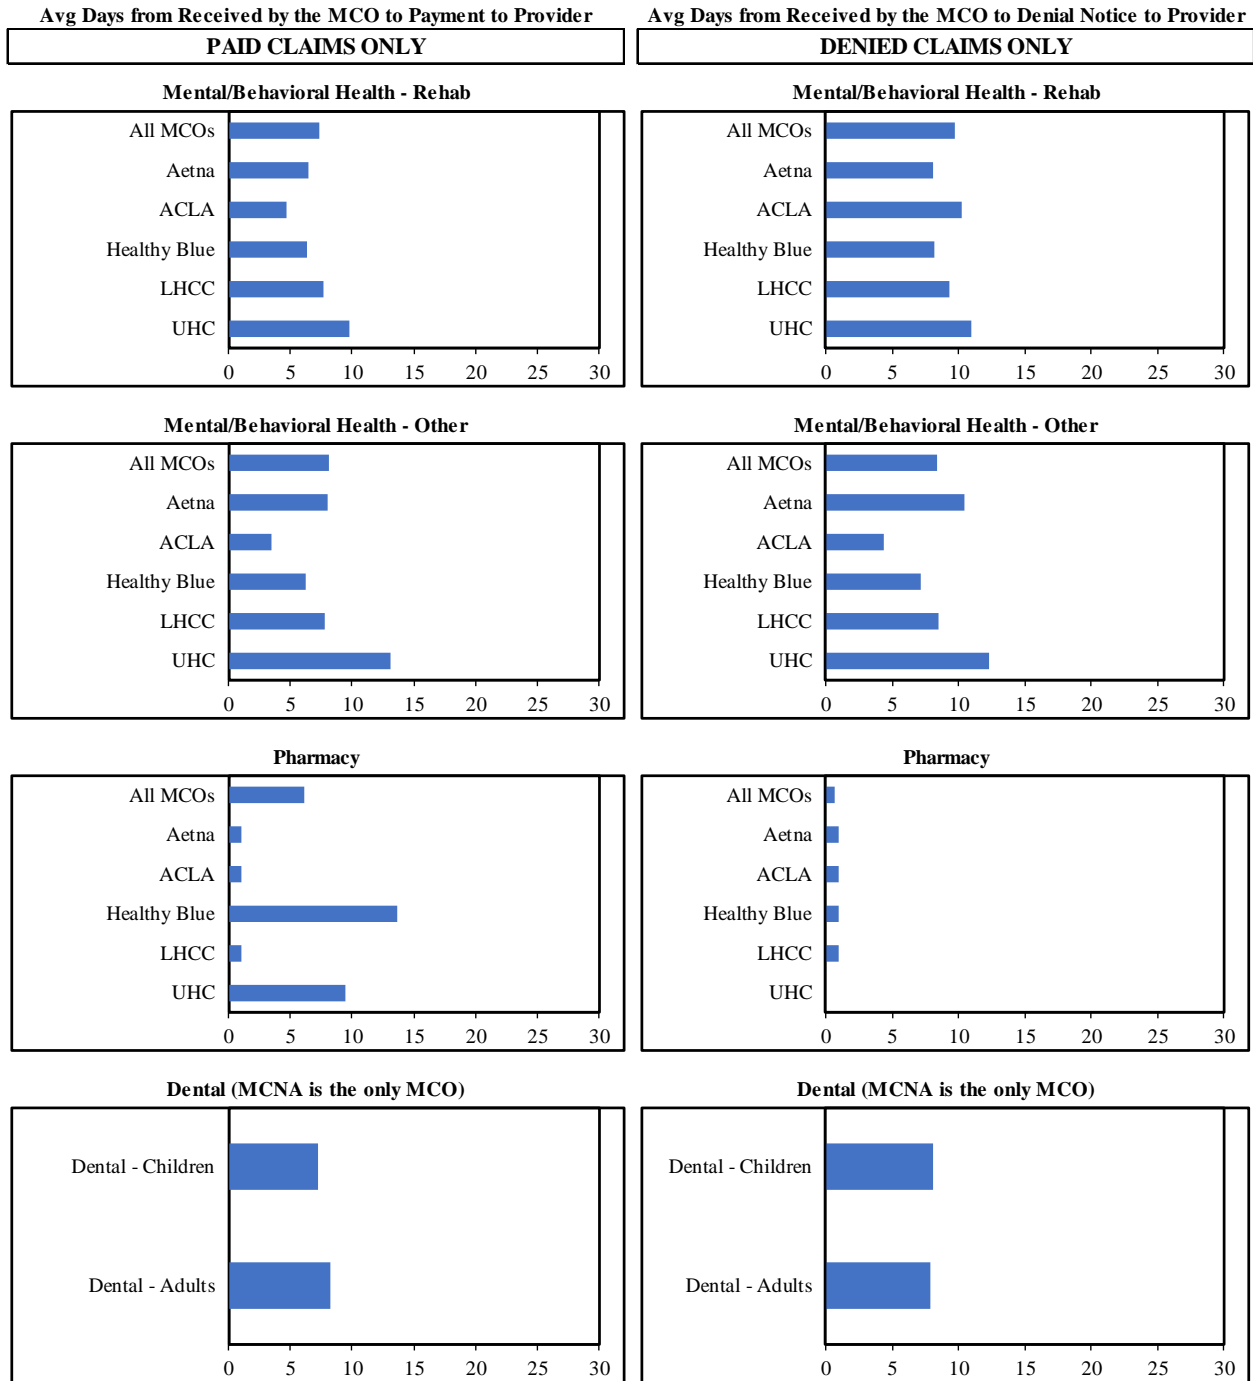 Avg Days from Received by the MCO to Payment to Provider
PAID CLAIMS ONLY
Avg Days from Received by the MCO to Denial Notice to Provider
DENIED CLAIMS ONLY
Mental/Behavioral Health - Rehab
All MCOs
Aetna
ACLA
Healthy Blue
LHCC
UHC
0 5 10 15 20 25 30
Mental/Behavioral Health - Rehab
All MCOs
Aetna
ACLA
Healthy Blue
LHCC
UHC
0 5 10 15 20 25 30
Mental/Behavioral Health - Other
All MCOs
Aetna
ACLA
Healthy Blue
LHCC
UHC
0 5 10 15 20 25 30
Mental/Behavioral Health - Other
All MCOs
Aetna
ACLA
Healthy Blue
LHCC
UHC
0 5 10 15 20 25 30
Pharmacy
All MCOs
Aetna
ACLA
Healthy Blue
LHCC
UHC
0 5 10 15 20 25 30
Pharmacy
All MCOs
Aetna
ACLA
Healthy Blue
LHCC
UHC
0 5 10 15 20 25 30
Dental (MCNA is the only MCO)
Dental - Children
Dental - Adults
0 5 10 15 20 25 30
Dental (MCNA is the only MCO)
Dental - Children
Dental - Adults
0 5 10 15 20 25 30